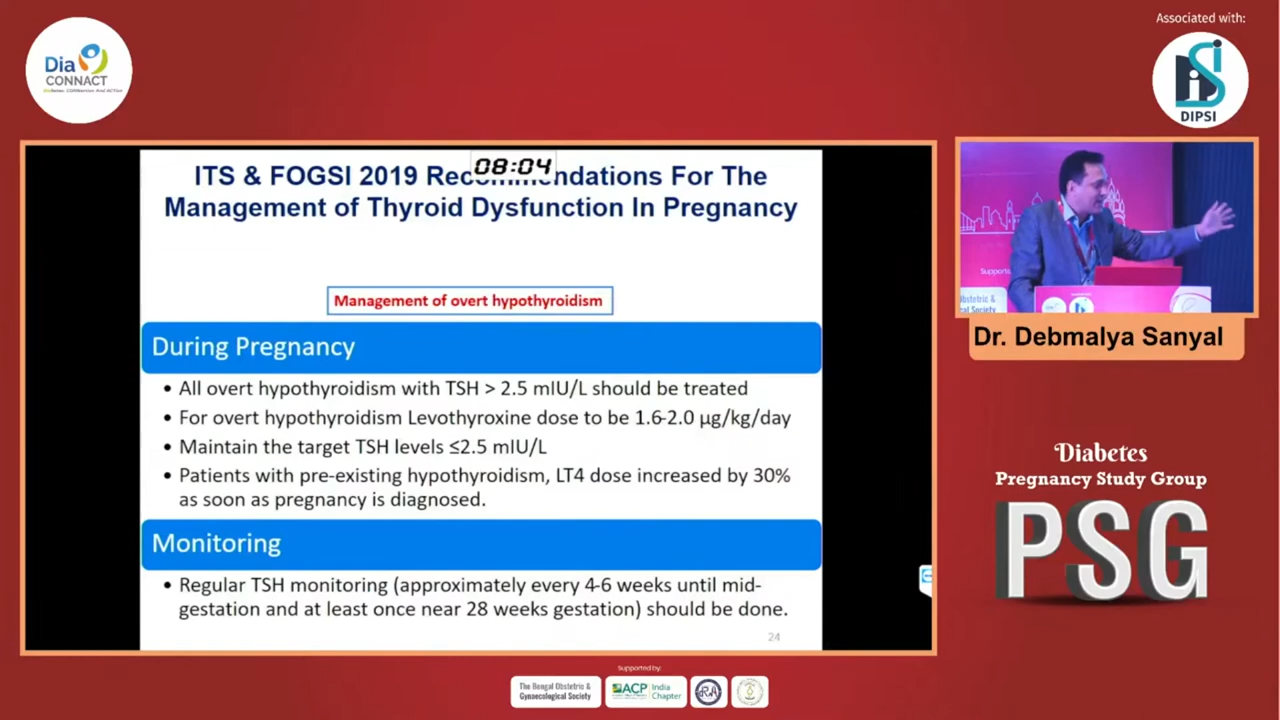 Associated with:
Dia
CONNACT
Diabetes. CONNection And ACTion
DIPSI
08:04
ITS & FOGSI 2019 Recommendations For The
Management of Thyroid Dysfunction In Pregnancy
Management of overt hypothyroidism
During Pregnancy
• All overt hypothyroidism with TSH > 2.5 mIU/L should be treated
• For overt hypothyroidism Levothyroxine dose to be 1.6-2.0 µg/kg/day
• Maintain the target TSH levels ≤2.5 mIU/L
• Patients with pre-existing hypothyroidism, LT4 dose increased by 30%
as soon as pregnancy is diagnosed.
Monitoring
• Regular TSH monitoring (approximately every 4-6 weeks until mid-
gestation and at least once near 28 weeks gestation) should be done.
24
Dr. Debmalya Sanyal
Diabetes
Pregnancy Study Group
PSG
Supported by:
The Bengal Obstetric &
Gynaecological Society
ACP
India
Chapter